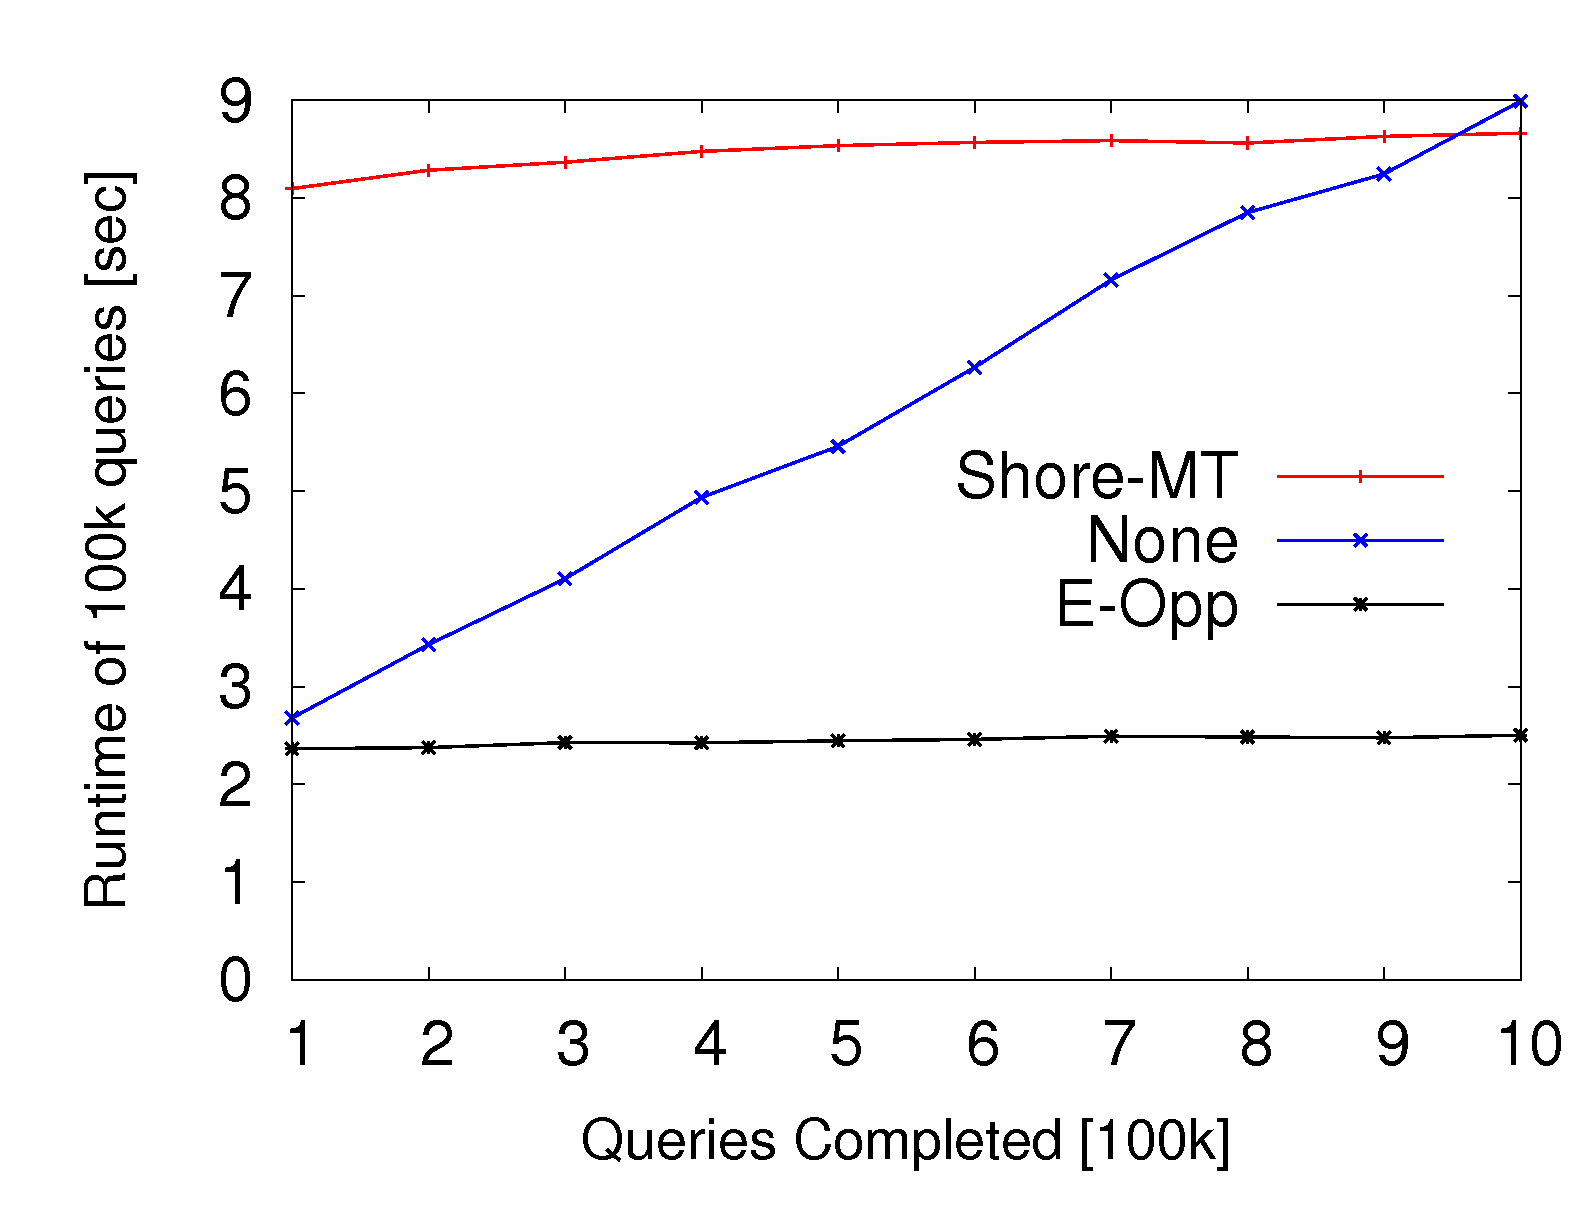 Runtime of 100k queries [sec]
9
8
7
6
5
4
3
2
1
0
Shore-MT
None
E-Opp
1 2 3 4 5 6 7 8 9 10
Queries Completed [100k]